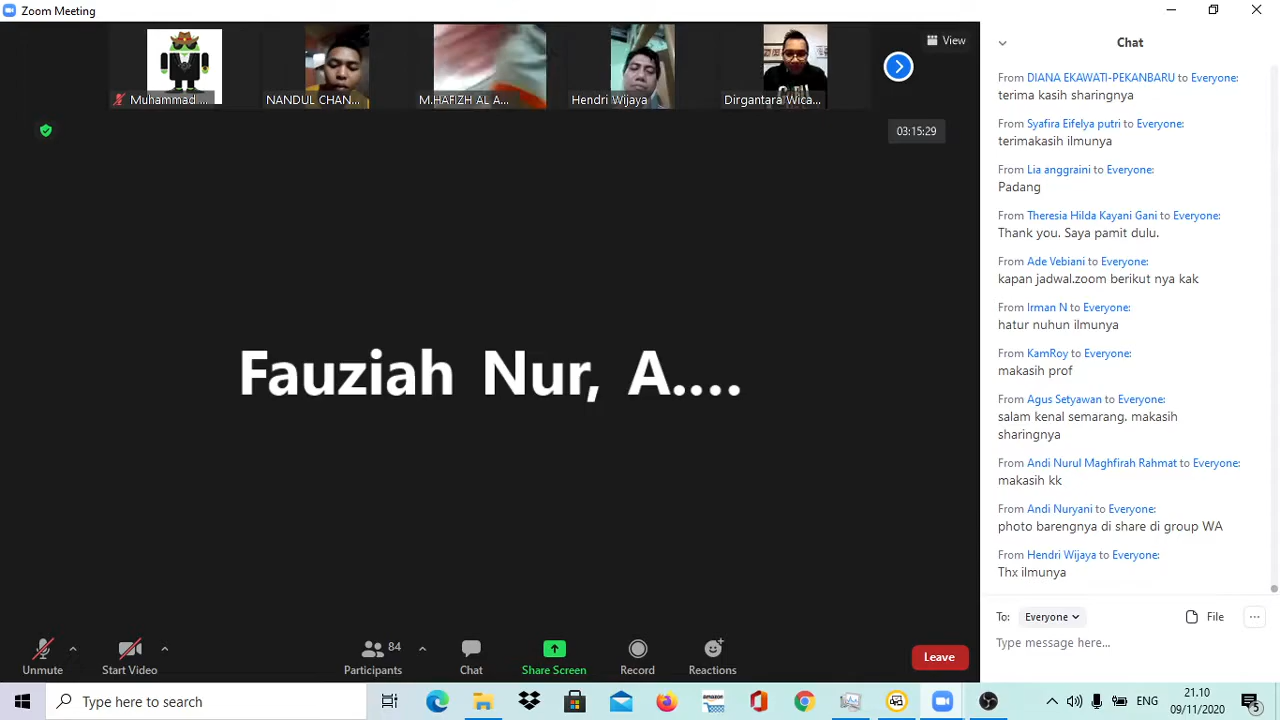 Zoom Meeting
Muhammad ...
NANDUL CHAN...
M.HAFIZH AL A...
Hendri Wijaya
Dirgantara Wica...
View
03:15:29
Fauziah Nur, A....
Chat
From DIANA EKAWATI-PEKANBARU to Everyone:
terima kasih sharingnya
From Syafira Eifelya putri to Everyone:
terimakasih ilmunya
From Lia anggraini to Everyone:
Padang
From Theresia Hilda Kayani Gani to Everyone:
Thank you. Saya pamit dulu.
From Ade Vebiani to Everyone:
kapan jadwal.zoom berikut nya kak
From Irman N to Everyone:
hatur nuhun ilmunya
From KamRoy to Everyone:
makasih prof
From Agus Setyawan to Everyone:
salam kenal semarang. makasih
sharingnya
From Andi Nurul Maghfirah Rahmat to Everyone:
makasih kk
From Andi Nuryani to Everyone:
photo barengnya di share di group WA
From Hendri Wijaya to Everyone:
Thx ilmunya
To: Everyone
File
...
Type message here...
Unmute
Start Video
84
Participants
Chat
Share Screen
Record
Reactions
Leave
Type here to search
amazon
ENG
21.10
09/11/2020
5